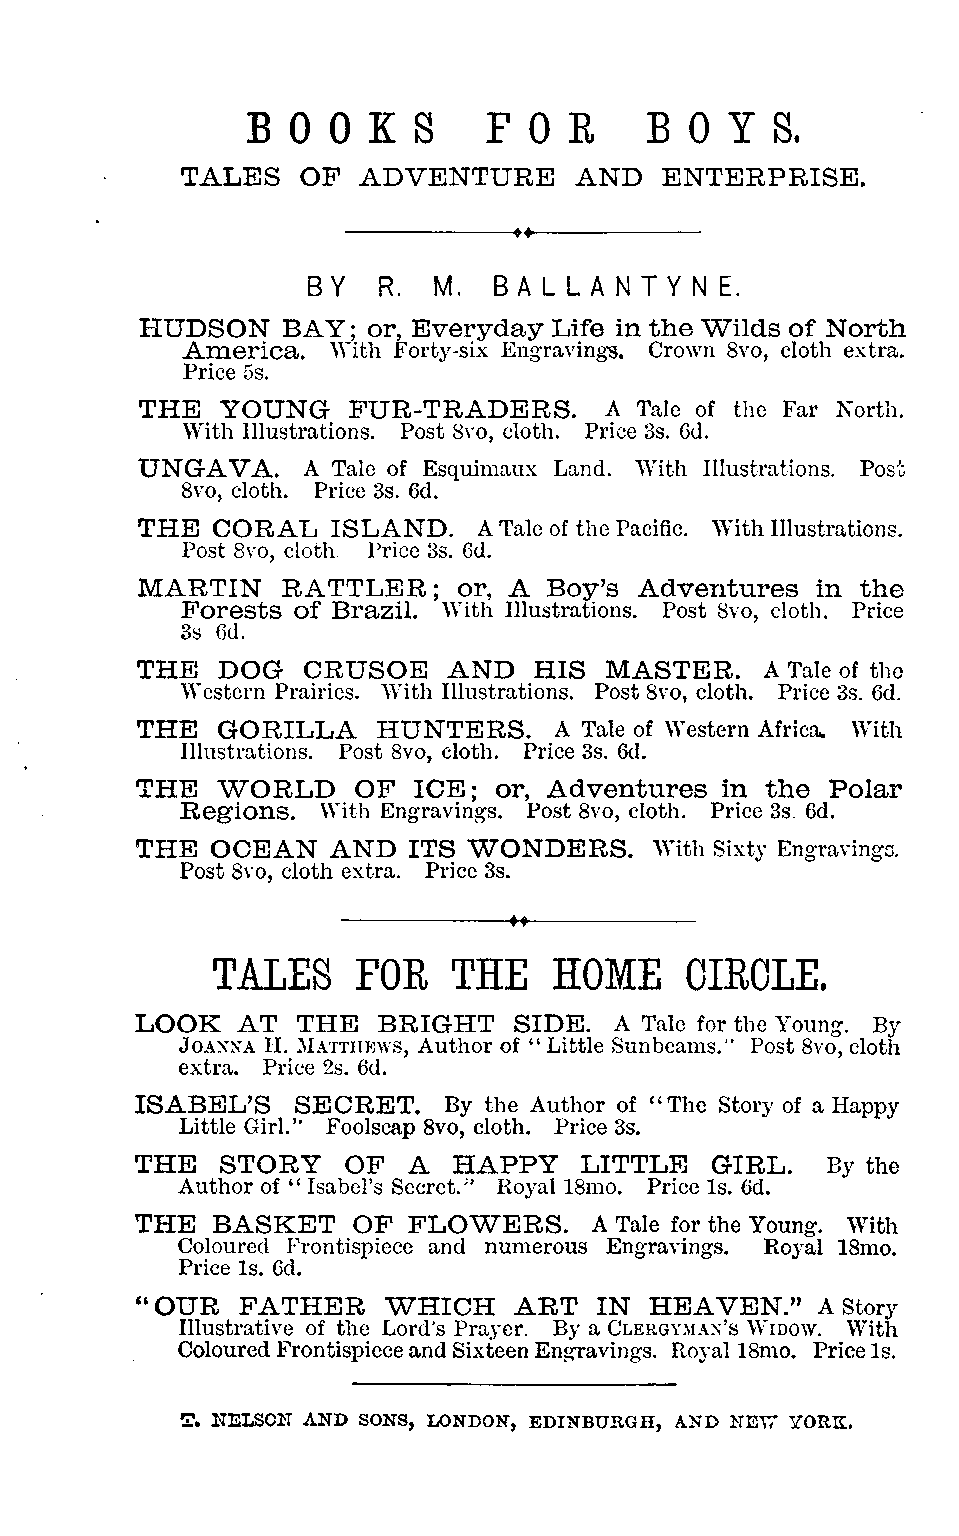 BOOKS FOR BOYS.
TALES OF ADVENTURE AND ENTERPRISE.
BY R. M. BALLANTYNE.
HUDSON BAY; or, Everyday Life in the Wilds of North
America. With Forty-six Engravings. Crown 8vo, cloth extra.
Price 5s.
THE YOUNG FUR-TRADERS. A Tale of the Far North.
With Illustrations. Post 8vo, cloth. Price 3s. 6d.
UNGAVA. A Tale of Esquimaux Land. With Illustrations. Post
8vo, cloth. Price 3s. 6d.
THE CORAL ISLAND. A Tale of the Pacific. With Illustrations.
Post 8vo, cloth. Price 3s. 6d.
MARTIN RATTLER; or, A Boy's Adventures in the
Forests of Brazil. With Illustrations. Post 8vo, cloth. Price
3s 6d.
THE DOG CRUSOE AND HIS MASTER. A Tale of the
Western Prairies. With Illustrations. Post 8vo, cloth. Price 3s. 6d.
THE GORILLA HUNTERS. A Tale of Western Africa. With
Illustrations. Post 8vo, cloth. Price 3s. 6d.
THE WORLD OF ICE; or, Adventures in the Polar
Regions. With Engravings. Post 8vo, cloth. Price 3s. 6d.
THE OCEAN AND ITS WONDERS. With Sixty Engravings.
Post 8vo, cloth extra. Price 3s.
TALES FOR THE HOME CIRCLE.
LOOK AT THE BRIGHT SIDE. A Tale for the Young. By
JOANNA H. MATTHEWS, Author of "Little Sunbeams." Post 8vo, cloth
extra. Price 2s. 6d.
ISABEL'S SECRET. By the Author of "The Story of a Happy
Little Girl." Foolscap 8vo, cloth. Price 3s.
THE STORY OF A HAPPY LITTLE GIRL. By the
Author of "Isabel's Secret." Royal 18mo. Price 1s. 6d.
THE BASKET OF FLOWERS. A Tale for the Young. With
Coloured Frontispiece and numerous Engravings. Royal 18mo.
Price 1s. 6d.
"OUR FATHER WHICH ART IN HEAVEN." A Story
Illustrative of the Lord's Prayer. By a CLERGYMAN'S WIDOW. With
Coloured Frontispiece and Sixteen Engravings. Royal 18mo. Price 1s.
T. NELSON AND SONS, LONDON, EDINBURGH, AND NEW YORK.